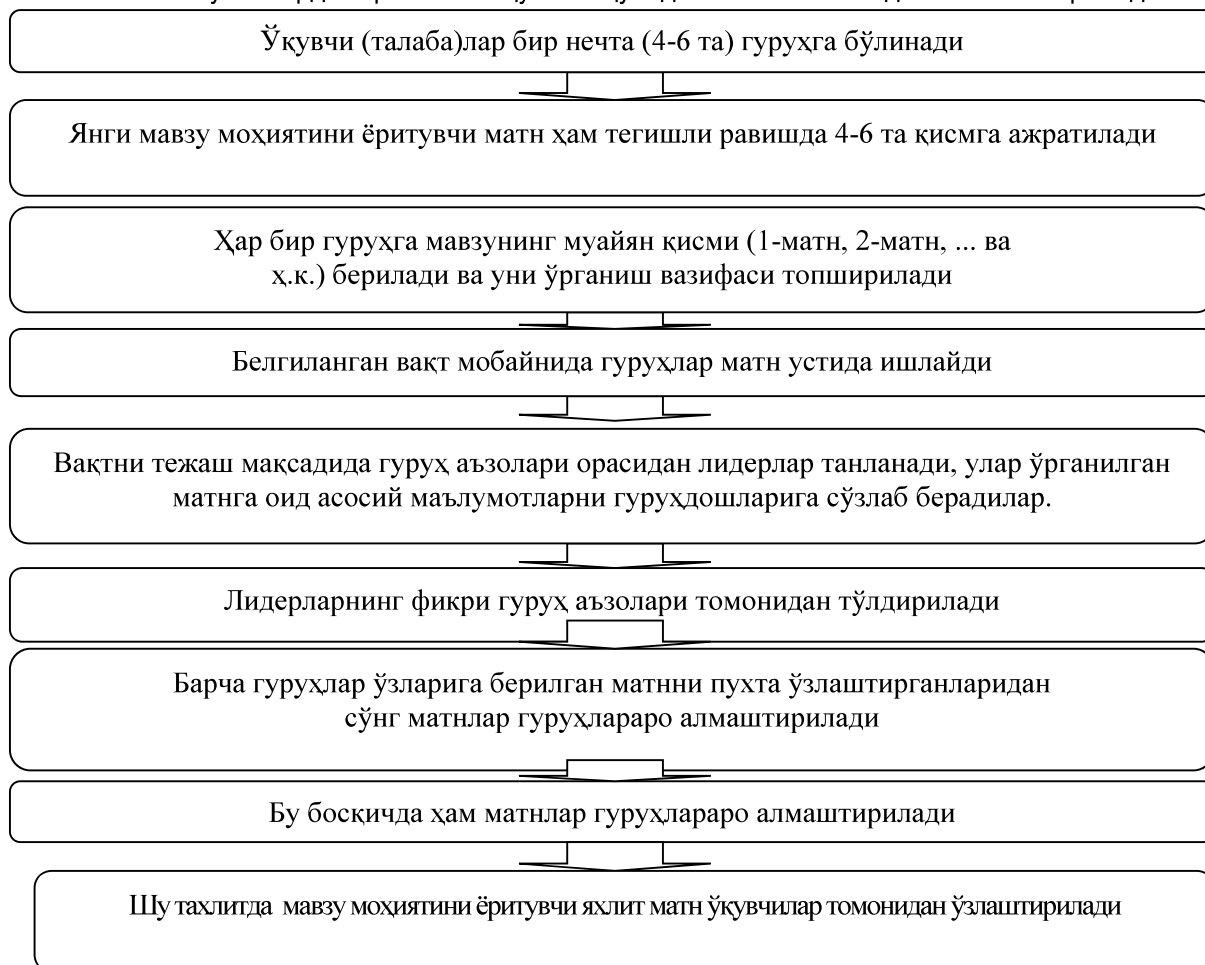 Ўқувчи (талаба)лар бир нечта (4-6 та) гуруҳга бўлинади
Янги мавзу моҳиятини ёритувчи матн ҳам тегишли равишда 4-6 та қисмга ажратилади
Ҳар бир гуруҳга мавзунинг муайян қисми (1-матн, 2-матн, ... ва
ҳ.к.) берилади ва уни ўрганиш вазифаси топширилади
Белгиланган вақт мобайнида гуруҳлар матн устида ишлайди
Вақтни тежаш мақсадида гуруҳ аъзолари орасидан лидерлар танланади, улар ўрганилган
матнга оид асосий маълумотларни гуруҳдошларига сўзлаб берадилар.
Лидерларнинг фикри гуруҳ аъзолари томонидан тўлдирилади
Барча гуруҳлар ўзларига берилган матнни пухта ўзлаштирганларидан
сўнг матнлар гуруҳлараро алмаштирилади
Бу босқичда ҳам матнлар гуруҳлараро алмаштирилади
Шу тахлитда мавзу моҳиятини ёритувчи яхлит матн ўқувчилар томонидан ўзлаштирилади